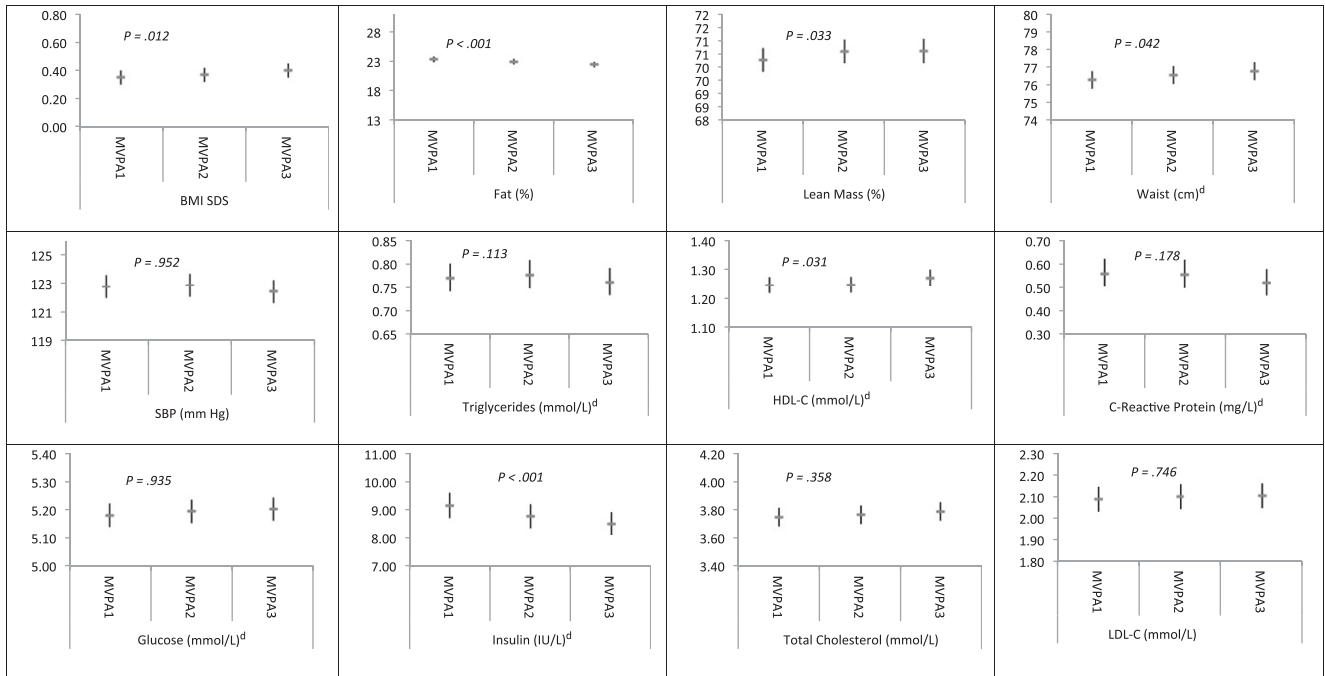 0.80
0.60
0.40
0.20
0.00
P = .012
MVPA1
MVPA2
MVPA3
BMI SDS
28
23
18
13
P < .001
MVPA1
MVPA2
MVPA3
Fat (%)
72
72
71
71
70
70
69
69
68
P = .033
MVPA1
MVPA2
MVPA3
Lean Mass (%)
80
79
78
77
76
75
74
P = .042
MVPA1
MVPA2
MVPA3
Waist (cm)d
125
123
121
119
P = .952
MVPA1
MVPA2
MVPA3
SBP (mm Hg)
0.85
0.80
0.75
0.70
0.65
P = .113
MVPA1
MVPA2
MVPA3
Triglycerides (mmol/L)d
1.40
1.30
1.20
1.10
P = .031
MVPA1
MVPA2
MVPA3
HDL-C (mmol/L)d
0.70
0.60
0.50
0.40
0.30
P = .178
MVPA1
MVPA2
MVPA3
C-Reactive Protein (mg/L)d
5.40
5.30
5.20
5.10
5.00
P = .935
MVPA1
MVPA2
MVPA3
Glucose (mmol/L)d
11.00
10.00
9.00
8.00
7.00
P < .001
MVPA1
MVPA2
MVPA3
Insulin (IU/L)d
4.20
4.00
3.80
3.60
3.40
P = .358
MVPA1
MVPA2
MVPA3
Total Cholesterol (mmol/L)
2.30
2.20
2.10
2.00
1.90
1.80
P = .746
MVPA1
MVPA2
MVPA3
LDL-C (mmol/L)